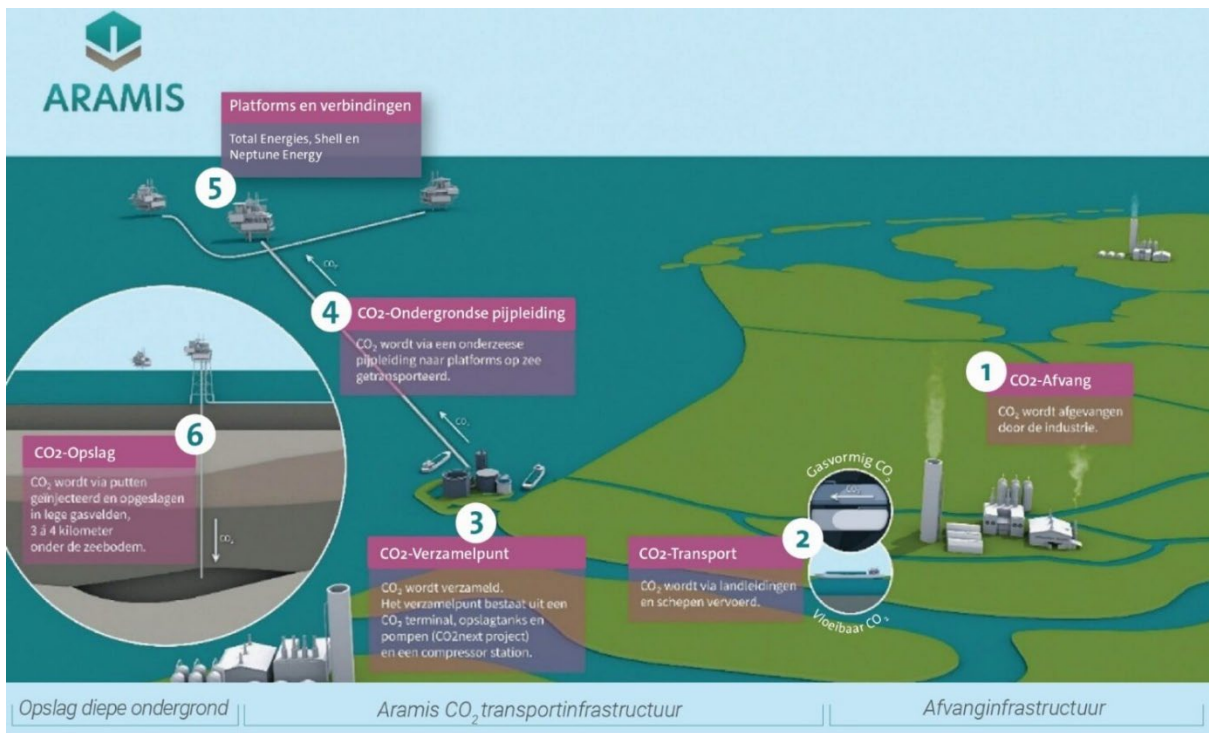 ARAMIS
Platforms en verbindingen
Total Energies, Shell en
Neptune Energy
5
CO₂
4
CO2-Ondergrondse pijpleiding
CO₂ wordt via een onderzeese
pijpleiding naar platforms op zee
getransporteerd.
CO₂
1
CO2-Afvang
CO₂ wordt afgevangen
door de industrie.
6
CO2-Opslag
CO₂ wordt via putten
geïnjecteerd en opgeslagen
in lege gasvelden,
3 á 4 kilometer
onder de zeebodem.
CO₂
3
CO2-Verzamelpunt
CO₂ wordt verzameld.
Het verzamelpunt bestaat uit een
CO₂ terminal, opslagtanks en
pompen (CO2next project)
en een compressor station.
Gasvormig CO₂
CO₂
2
CO2-Transport
CO₂ wordt via landleidingen
en schepen vervoerd.
Vloeibaar CO₂
Opslag diepe ondergrond
Aramis CO₂ transportinfrastructuur
Afvanginfrastructuur